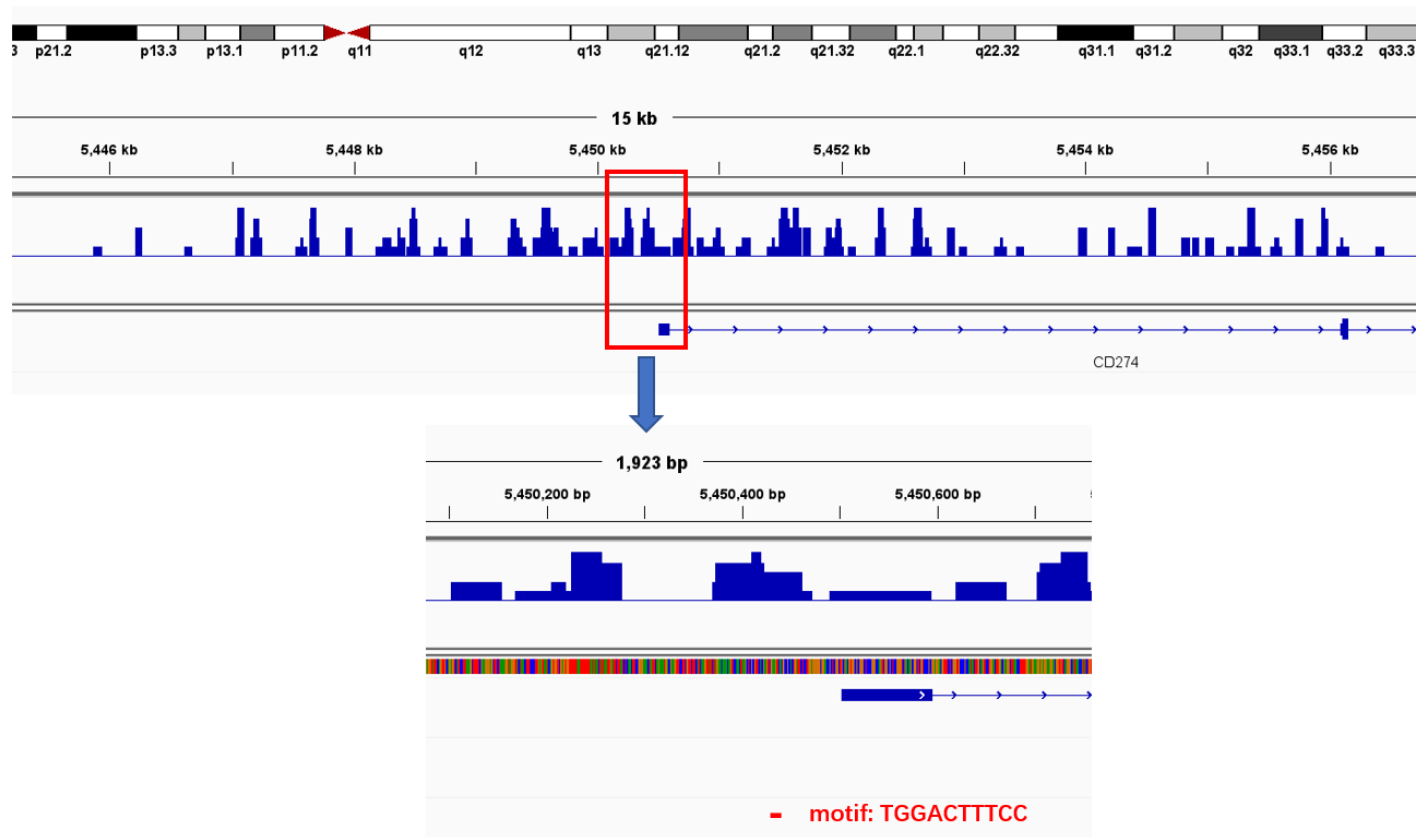 3 p21.2 p13.3 p13.1 p11.2 q11 q12 q13 q21.12 q21.2 q21.32 q22.1 q22.32 q31.1 q31.2 q32 q33.1 q33.2 q33.3
15 kb
5,446 kb 5,448 kb 5,450 kb 5,452 kb 5,454 kb 5,456 kb
CD274
1,923 bp
5,450,200 bp 5,450,400 bp 5,450,600 bp
- motif: TGGACTTTCC